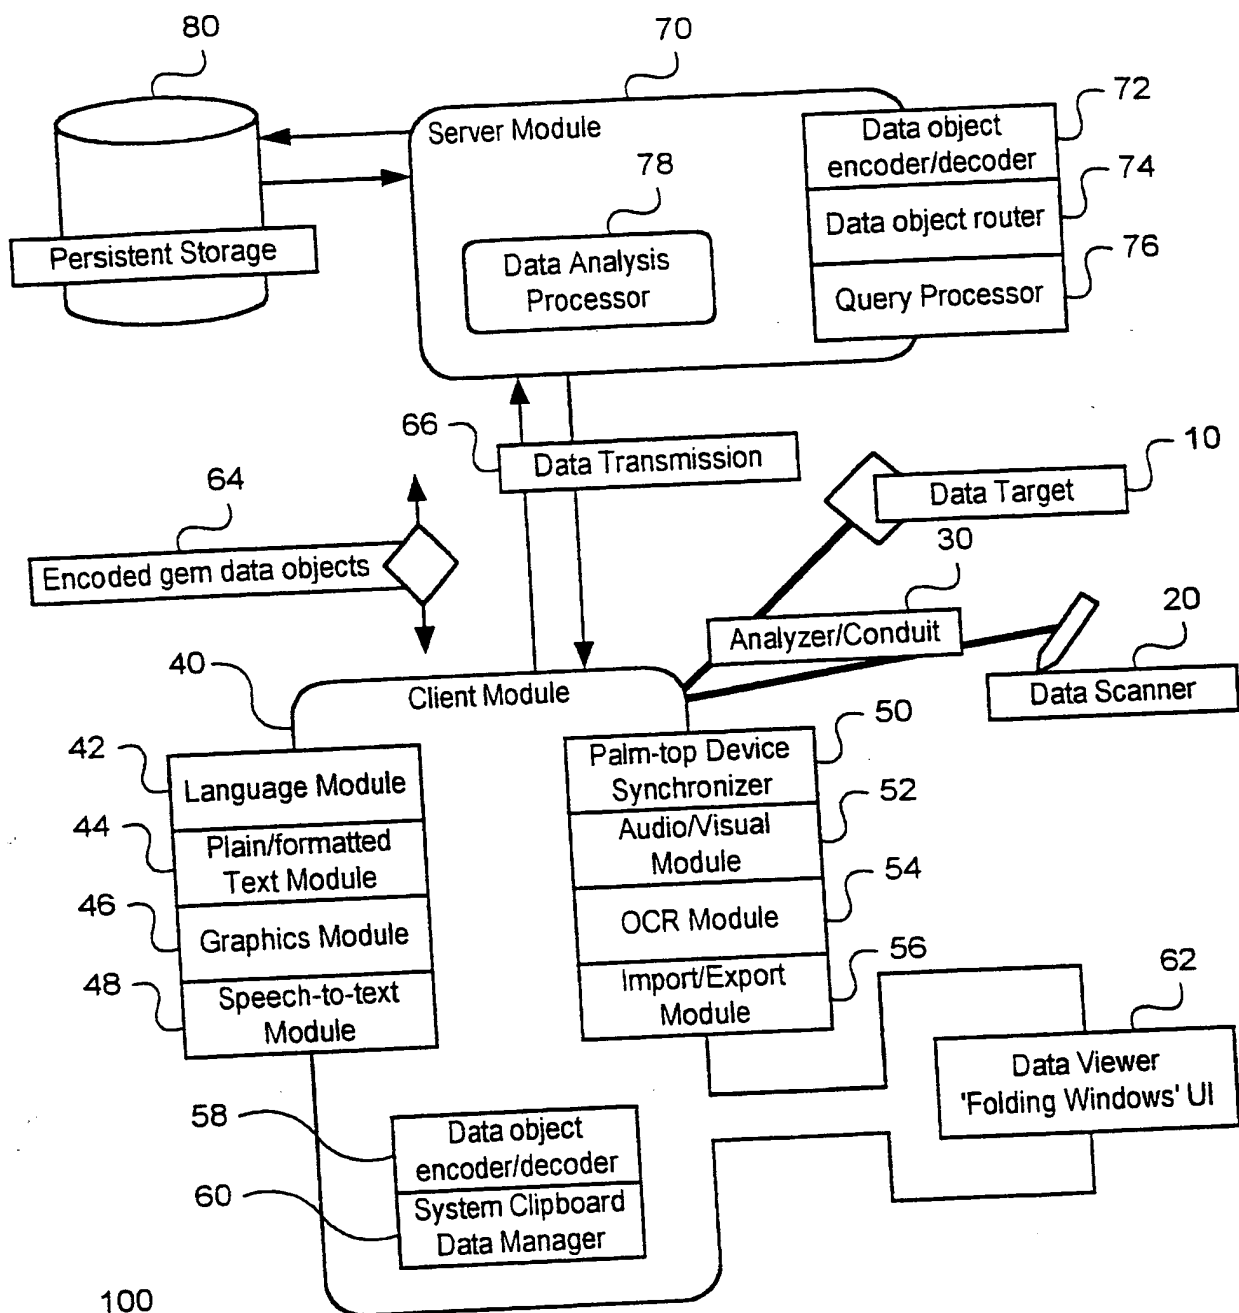 80
70
72
Server Module
Data object
encoder/decoder
78
74
Data object router
Persistent Storage
Data Analysis
Processor
76
Query Processor
66
Data Transmission
10
Data Target
64
Encoded gem data objects
30
Analyzer/Conduit
20
Data Scanner
40
Client Module
42
Language Module
50
Palm-top Device
Synchronizer
44
Plain/formatted
Text Module
52
Audio/Visual
Module
46
Graphics Module
54
OCR Module
48
Speech-to-text
Module
56
Import/Export
Module
62
Data Viewer
'Folding Windows' UI
58
Data object
encoder/decoder
60
System Clipboard
Data Manager
100